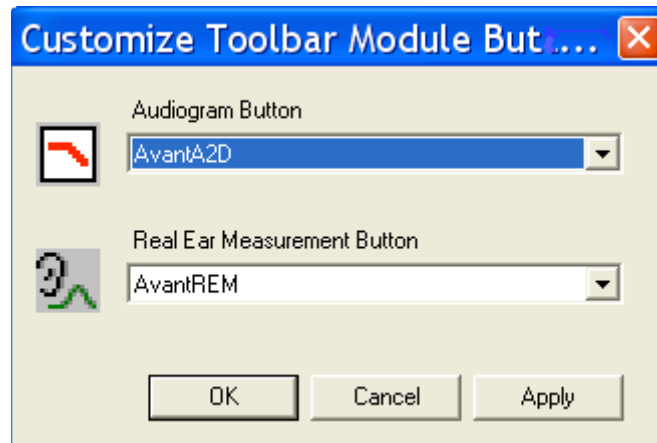 Customize Toolbar Module But....
Audiogram Button
AvantA2D
Real Ear Measurement Button
AvantREM
OK Cancel Apply